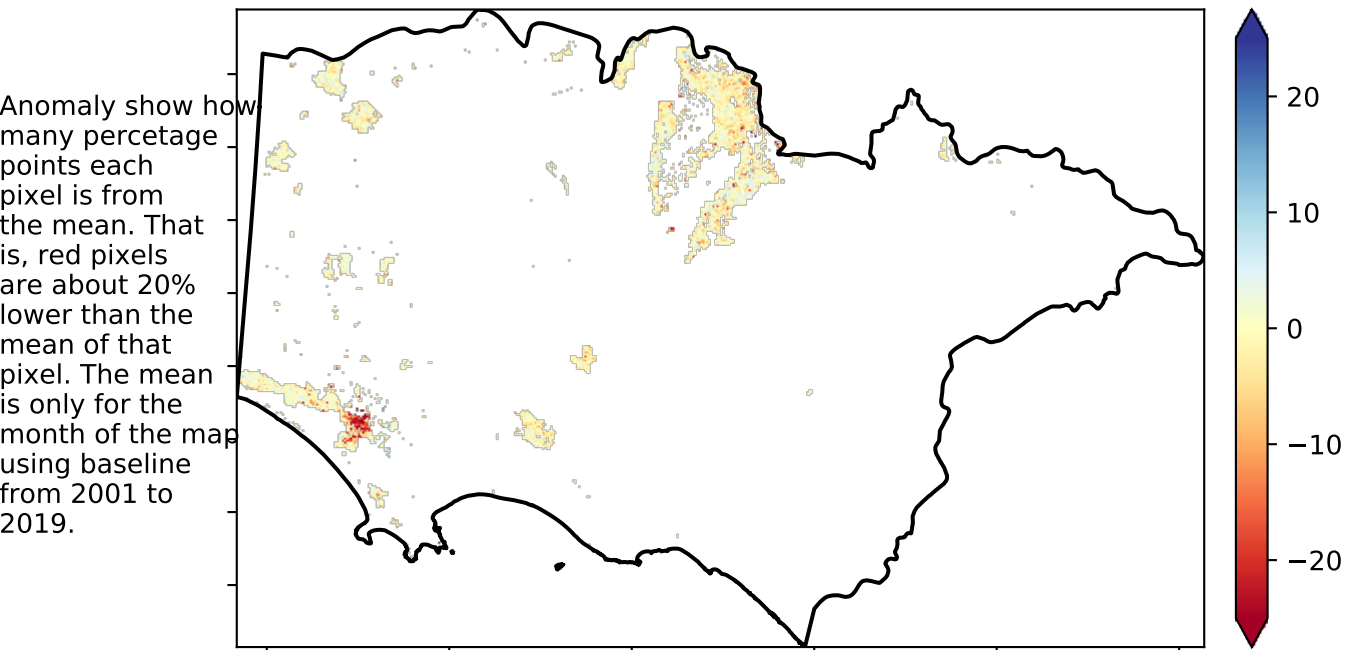 Anomaly show how
many percetage
points each
pixel is from
the mean. That
is, red pixels
are about 20%
lower than the
mean of that
pixel. The mean
is only for the
month of the map
using baseline
from 2001 to
2019.
20
10
0
−10
−20